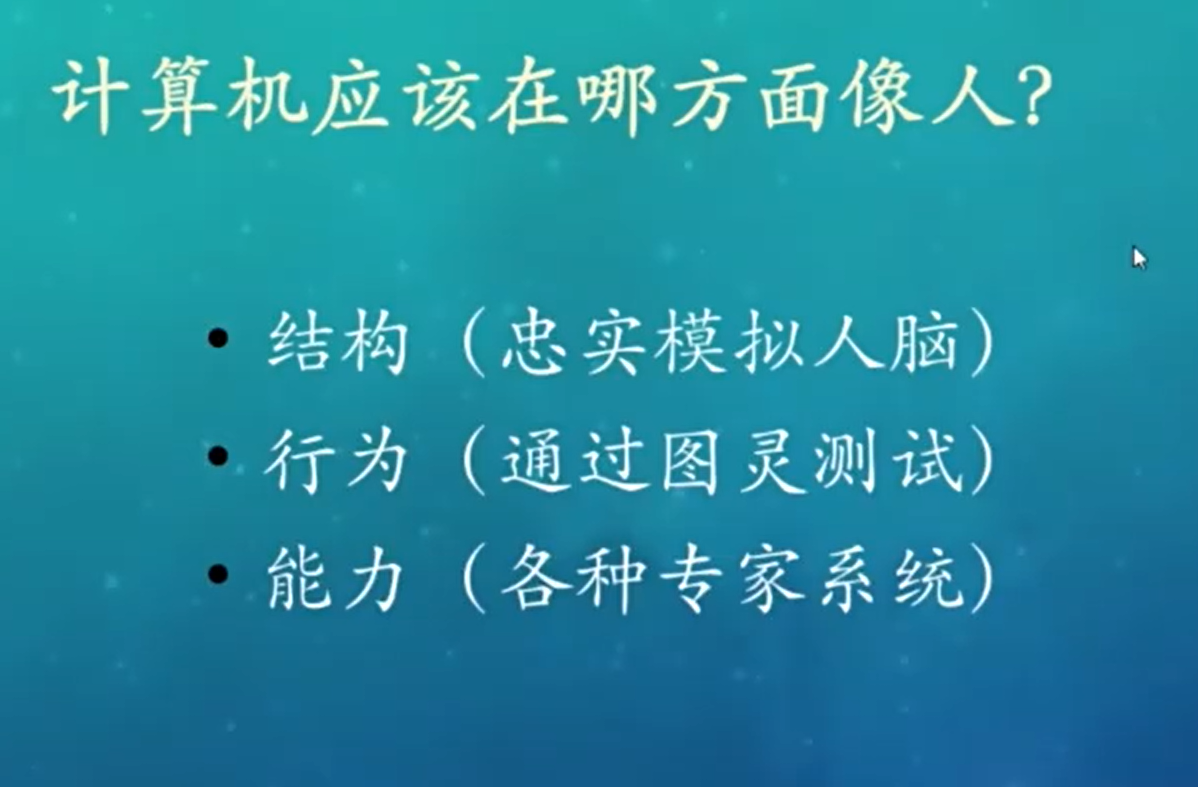 计算机应该在哪方面像人？
• 结构（忠实模拟人脑）
• 行为（通过图灵测试）
• 能力（各种专家系统）